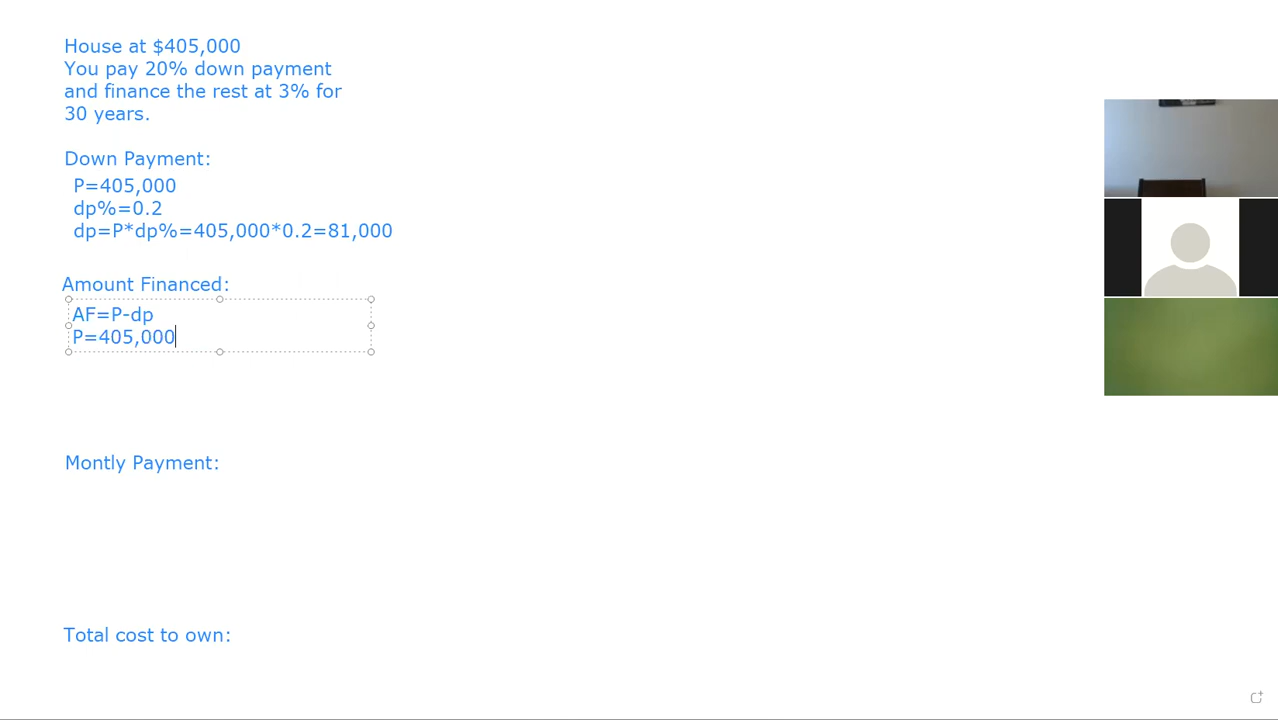 House at $405,000
You pay 20% down payment
and finance the rest at 3% for
30 years.
Down Payment:
P=405,000
dp%=0.2
dp=P*dp%=405,000*0.2=81,000
Amount Financed:
AF=P-dp
P=405,000
Montly Payment:
Total cost to own: